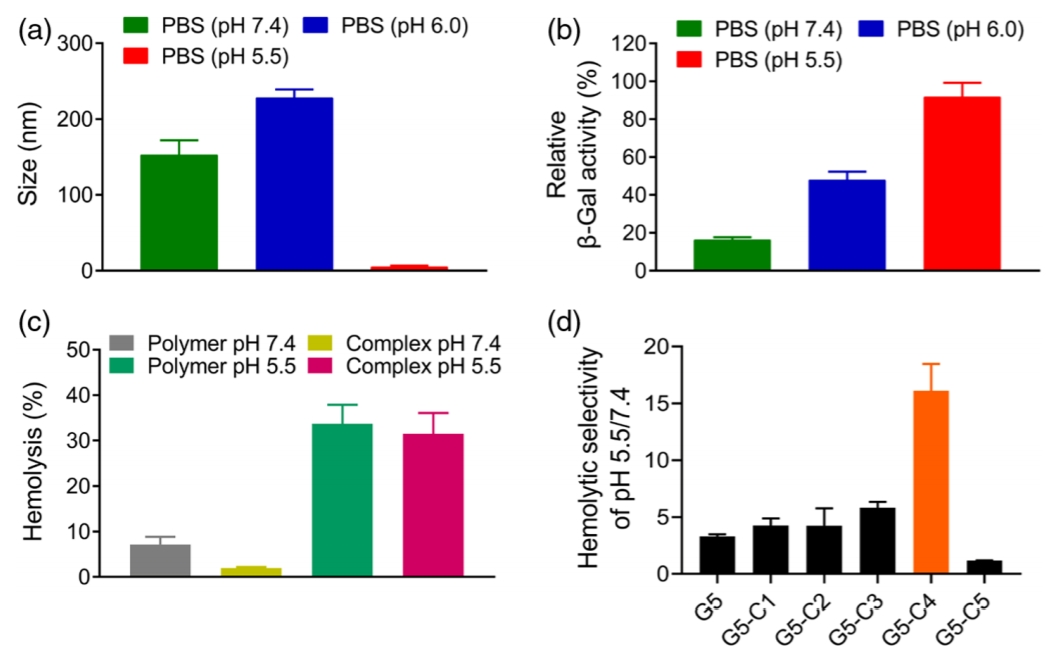 (a)
PBS (pH 7.4) PBS (pH 6.0)
PBS (pH 5.5)
300
200
100
0
Size (nm)
(b)
PBS (pH 7.4) PBS (pH 6.0)
PBS (pH 5.5)
120
100
80
60
40
20
0
Relative
β-Gal activity (%)
(c)
Polymer pH 7.4 Complex pH 7.4
Polymer pH 5.5 Complex pH 5.5
50
40
30
20
10
0
Hemolysis (%)
(d)
20
15
10
5
0
Hemolytic selectivity
of pH 5.5/7.4
G5
G5-C1
G5-C2
G5-C3
G5-C4
G5-C5